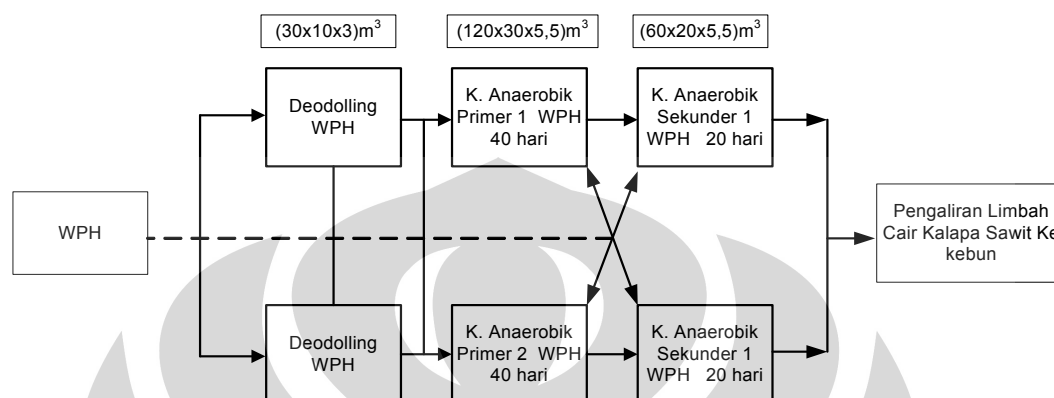 (30x10x3)m³
(120x30x5,5)m³
(60x20x5,5)m³
Deodolling
WPH
K. Anaerobik
Primer 1 WPH
40 hari
K. Anaerobik
Sekunder 1
WPH 20 hari
WPH
Pengaliran Limbah
Cair Kalapa Sawit Ke
kebun
Deodolling
WPH
K. Anaerobik
Primer 2 WPH
40 hari
K. Anaerobik
Sekunder 1
WPH 20 hari